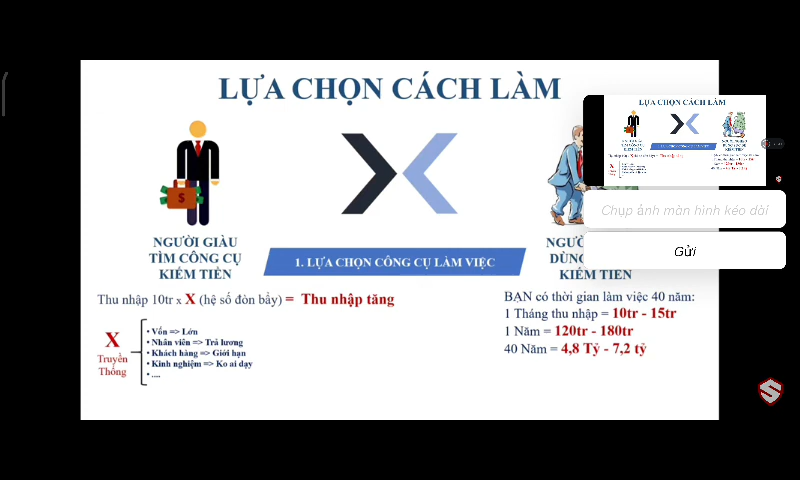 LỰA CHỌN CÁCH LÀM
NGƯỜI GIÀU
TÌM CÔNG CỤ
KIẾM TIỀN
1. LỰA CHỌN CÔNG CỤ LÀM VIỆC
NGƯỜ
DÙN
KIẾM TIỀN
Thu nhập 10tr x X (hệ số đòn bẩy) = Thu nhập tăng
X
Truyền
Thống
• Vốn => Lớn
• Nhân viên => Trả lương
• Khách hàng => Giới hạn
• Kinh nghiệm => Ko ai dạy
• ....
BẠN có thời gian làm việc 40 năm:
1 Tháng thu nhập = 10tr - 15tr
1 Năm = 120tr - 180tr
40 Năm = 4,8 Tỷ - 7,2 tỷ
LỰA CHỌN CÁCH LÀM
Chụp ảnh màn hình kéo dài
Gửi